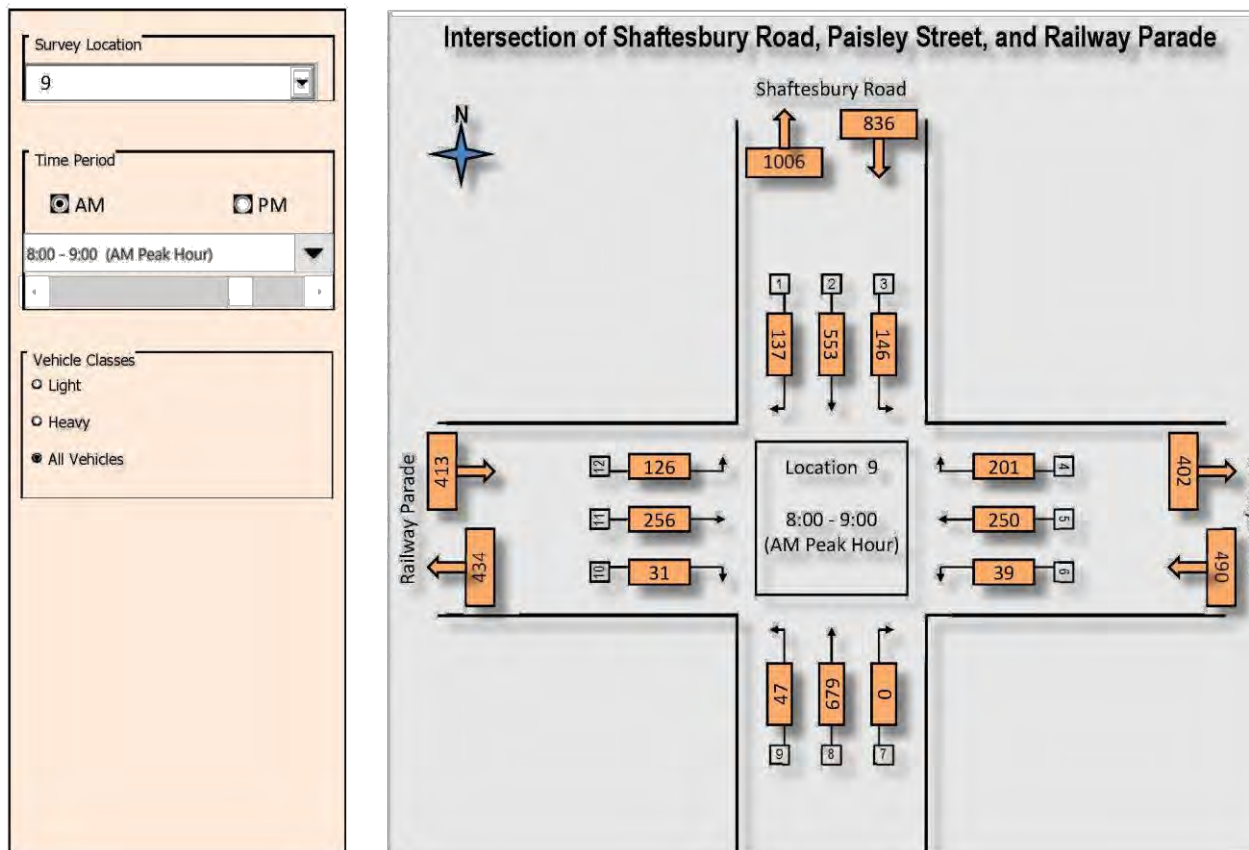 Survey Location
9
Time Period
AM
PM
8:00 - 9:00 (AM Peak Hour)
Vehicle Classes
Light
Heavy
All Vehicles
Intersection of Shaftesbury Road, Paisley Street, and Railway Parade
Shaftesbury Road
N
1006
836
1
2
3
137
553
146
Railway Parade
413
434
12
126
11
256
10
31
Location 9
8:00 - 9:00
(AM Peak Hour)
201
4
250
5
39
6
402
490
47
679
0
9
8
7